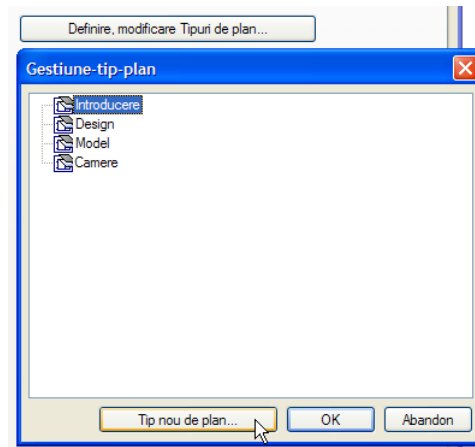 Definire, modificare Tipuri de plan...
Gestiune-tip-plan
Introducere
Design
Model
Camere
Tip nou de plan... OK Abandon